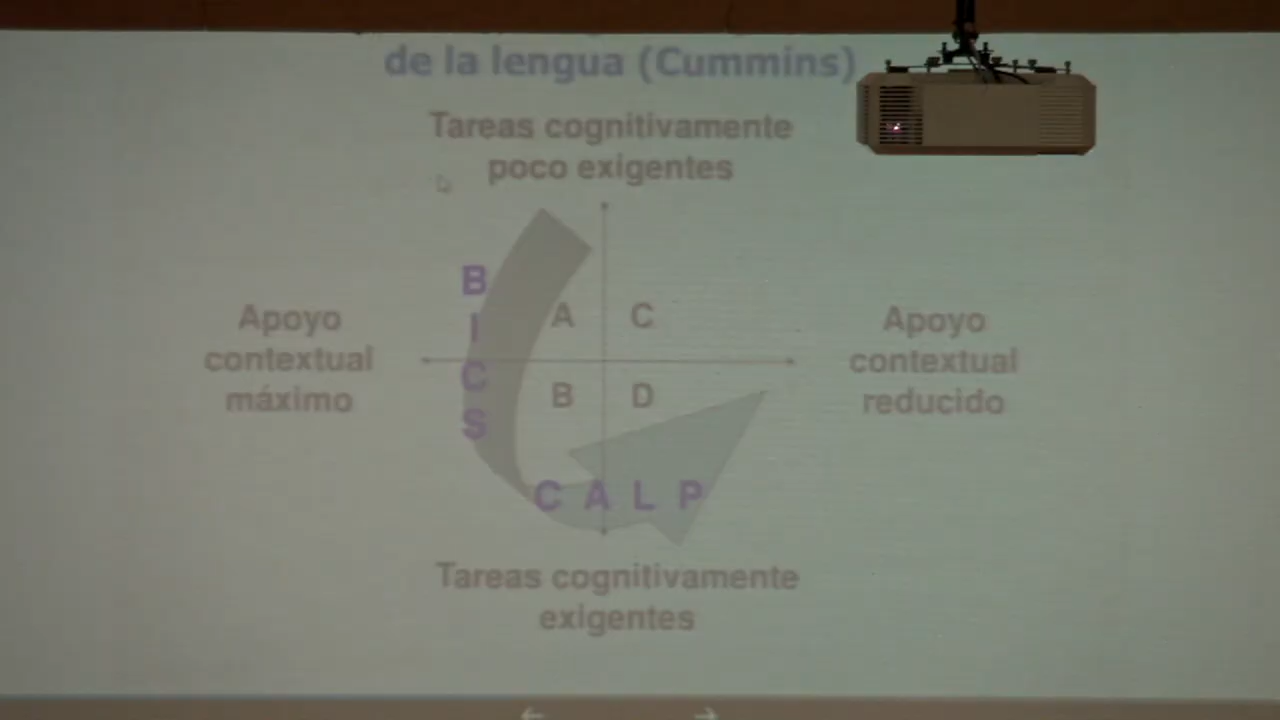 de la lengua (Cummins)
Tareas cognitivamente
poco exigentes
B
I
C
S
A C
B D
Apoyo
contextual
máximo
Apoyo
contextual
reducido
C A L P
Tareas cognitivamente
exigentes